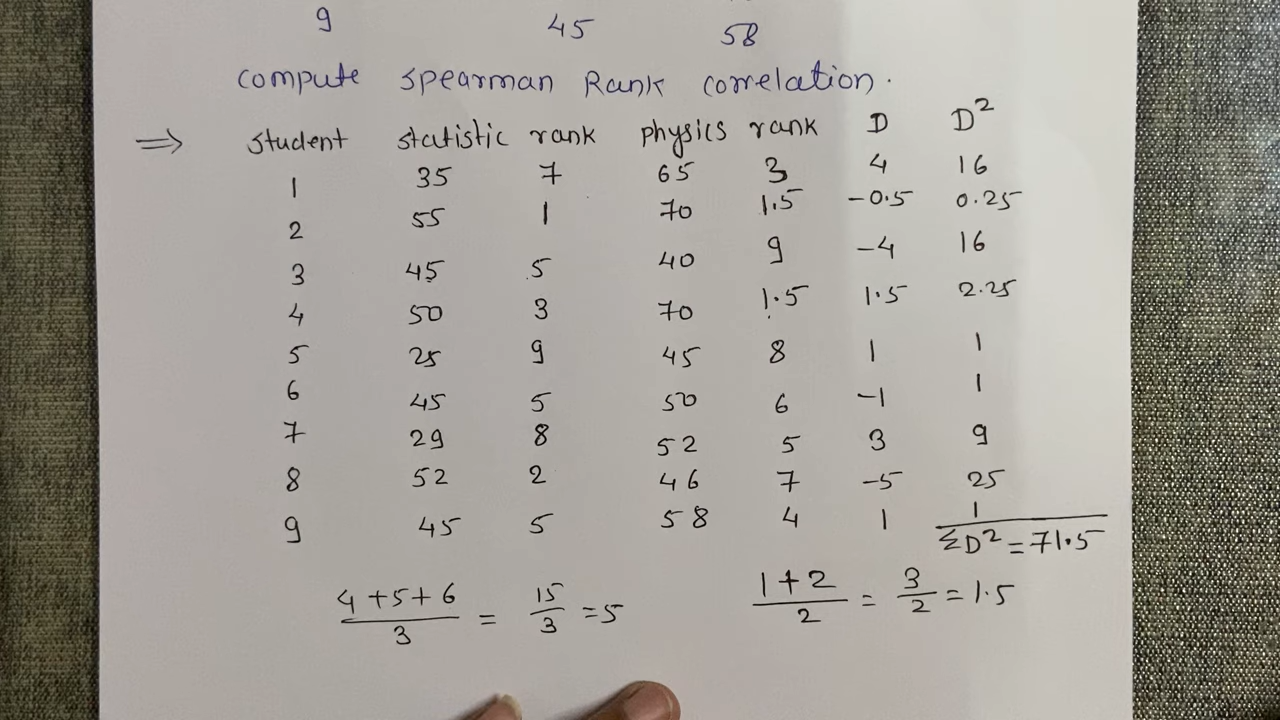 9 45 58
compute spearman Rank correlation.
⇒ student statistic rank physics rank D D²
1 35 7 65 3 4 16
2 55 1 70 1.5 -0.5 0.25
3 45 5 40 9 -4 16
4 50 3 70 1.5 1.5 2.25
5 25 9 45 8 1 1
6 45 5 50 6 -1 1
7 29 8 52 5 3 9
8 52 2 46 7 -5 25
9 45 5 58 4 1 1
ΣD² = 71.5
4+5+6/3 = 15/3 = 5 1+2/2 = 3/2 = 1.5